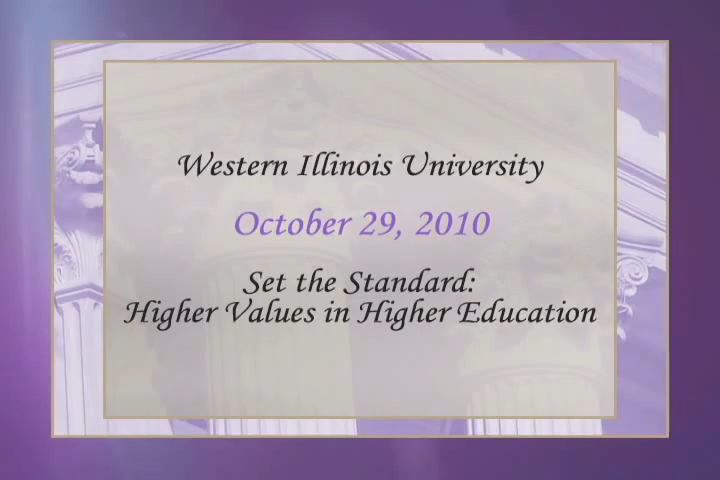 Western Illinois University
October 29, 2010
Set the Standard:
Higher Values in Higher Education